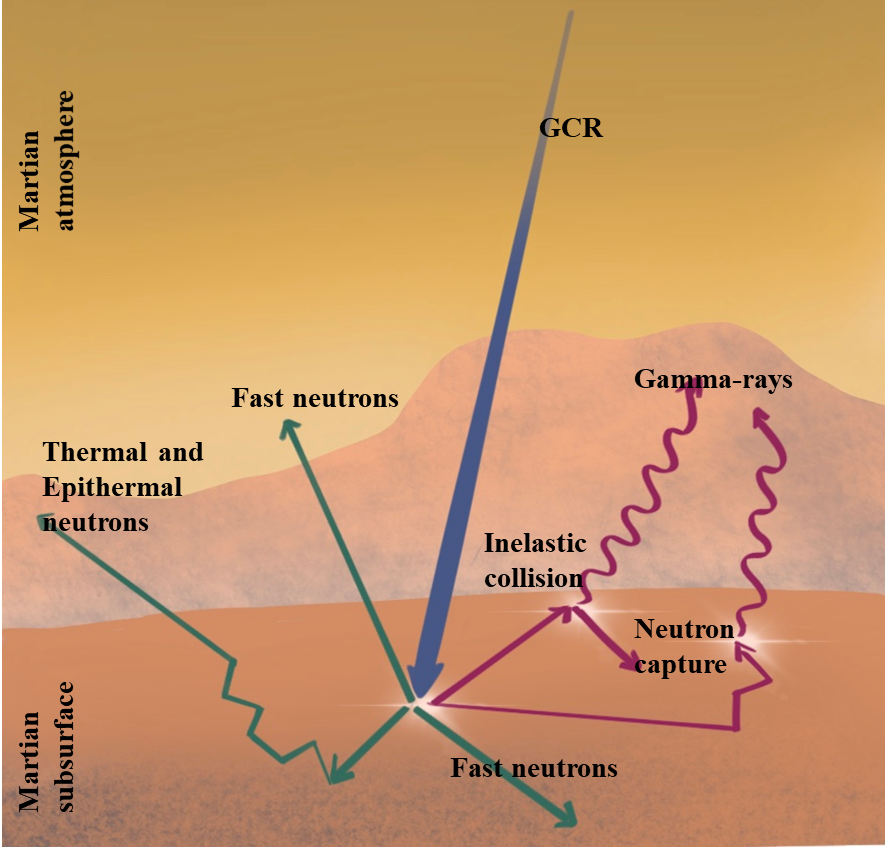 Martian
atmosphere
GCR
Gamma-rays
Fast neutrons
Thermal and
Epithermal
neutrons
Inelastic
collision
Neutron
capture
Martian
subsurface
Fast neutrons